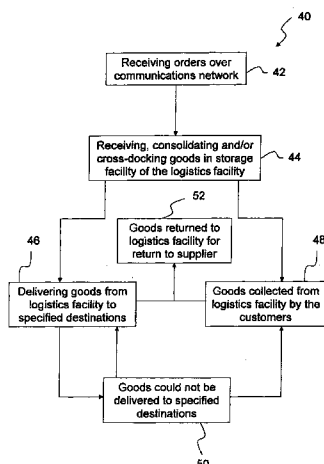 40
Receiving orders over
communications network
42
Receiving, consolidating and/or
cross-docking goods in storage
facility of the logistics facility
44
52
46
Goods returned to
logistics facility for
return to supplier
48
Delivering goods from
logistics facility to
specified destinations
Goods collected from
logistics facility by the
customers
Goods could not be
delivered to specified
destinations
50